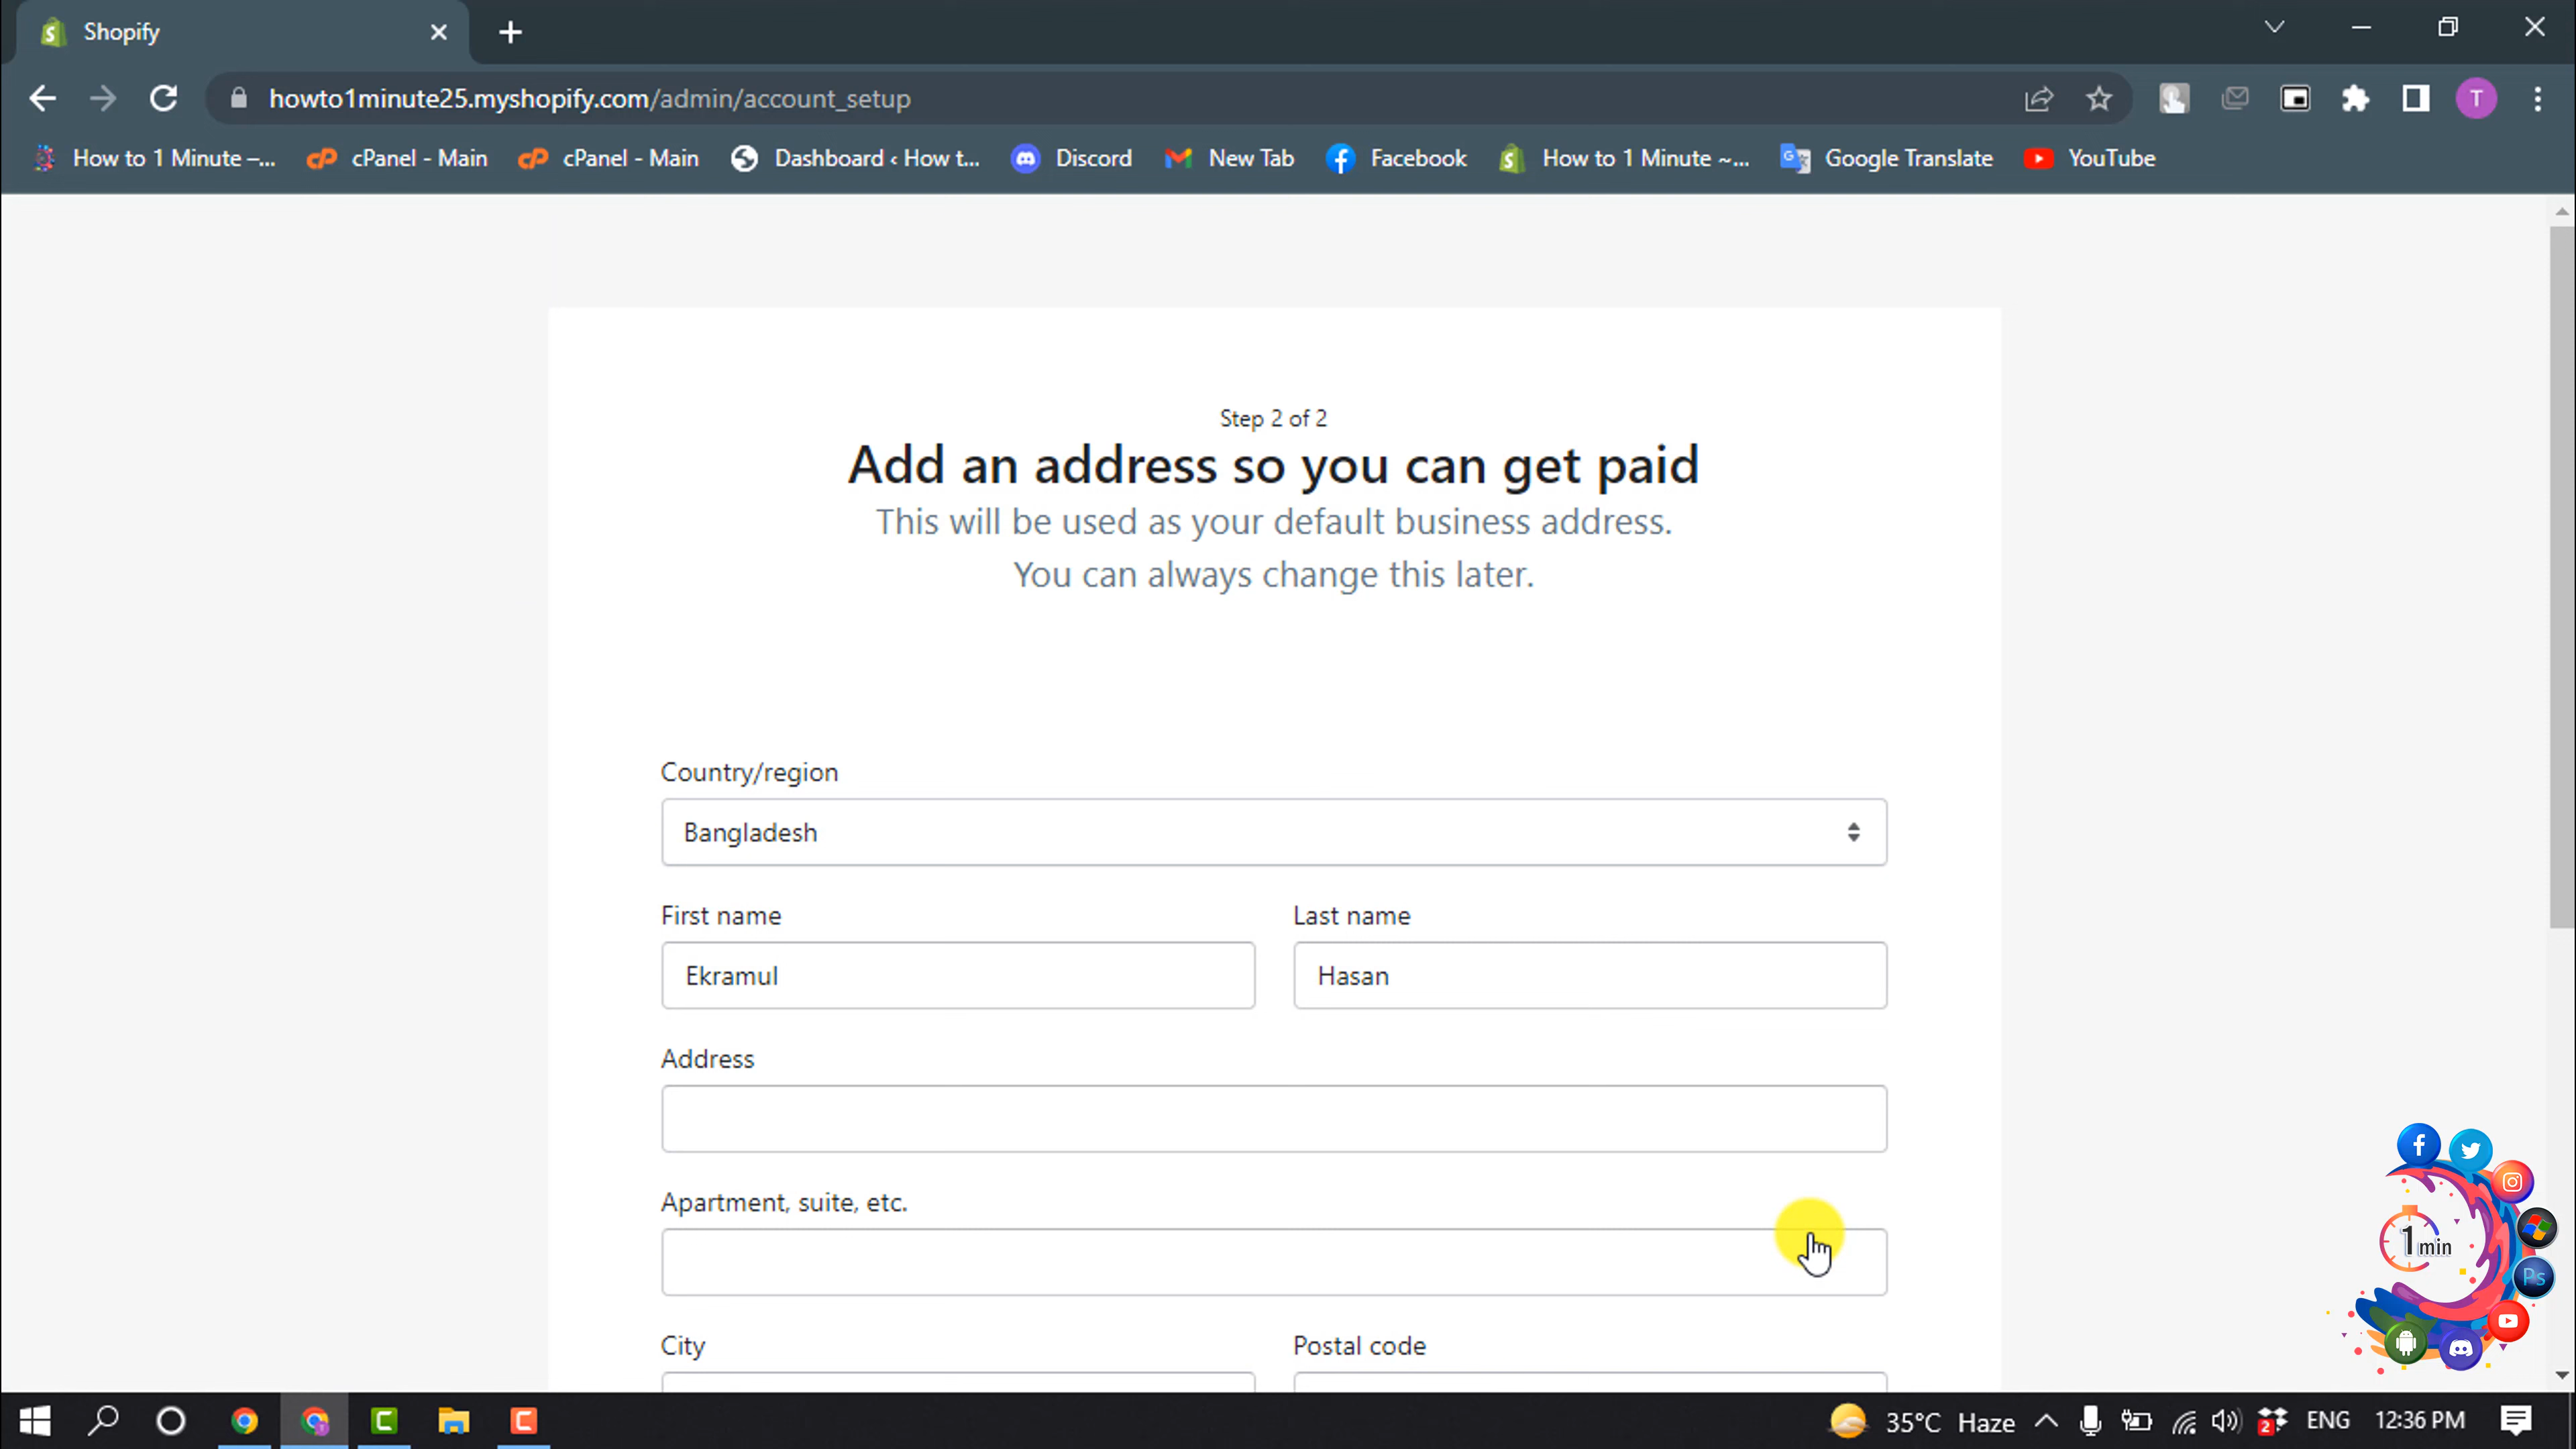 Shopify
howto1minute25.myshopify.com/admin/account_setup
T
How to 1 Minute –...
cPanel - Main
cPanel - Main
Dashboard ‹ How t...
Discord
New Tab
Facebook
How to 1 Minute ~...
Google Translate
YouTube
Step 2 of 2
Add an address so you can get paid
This will be used as your default business address.
You can always change this later.
Country/region
Bangladesh
First name
Last name
Ekramul
Hasan
Address
Apartment, suite, etc.
City
Postal code
1 min
Ps
35°C Haze
2
ENG
12:36 PM